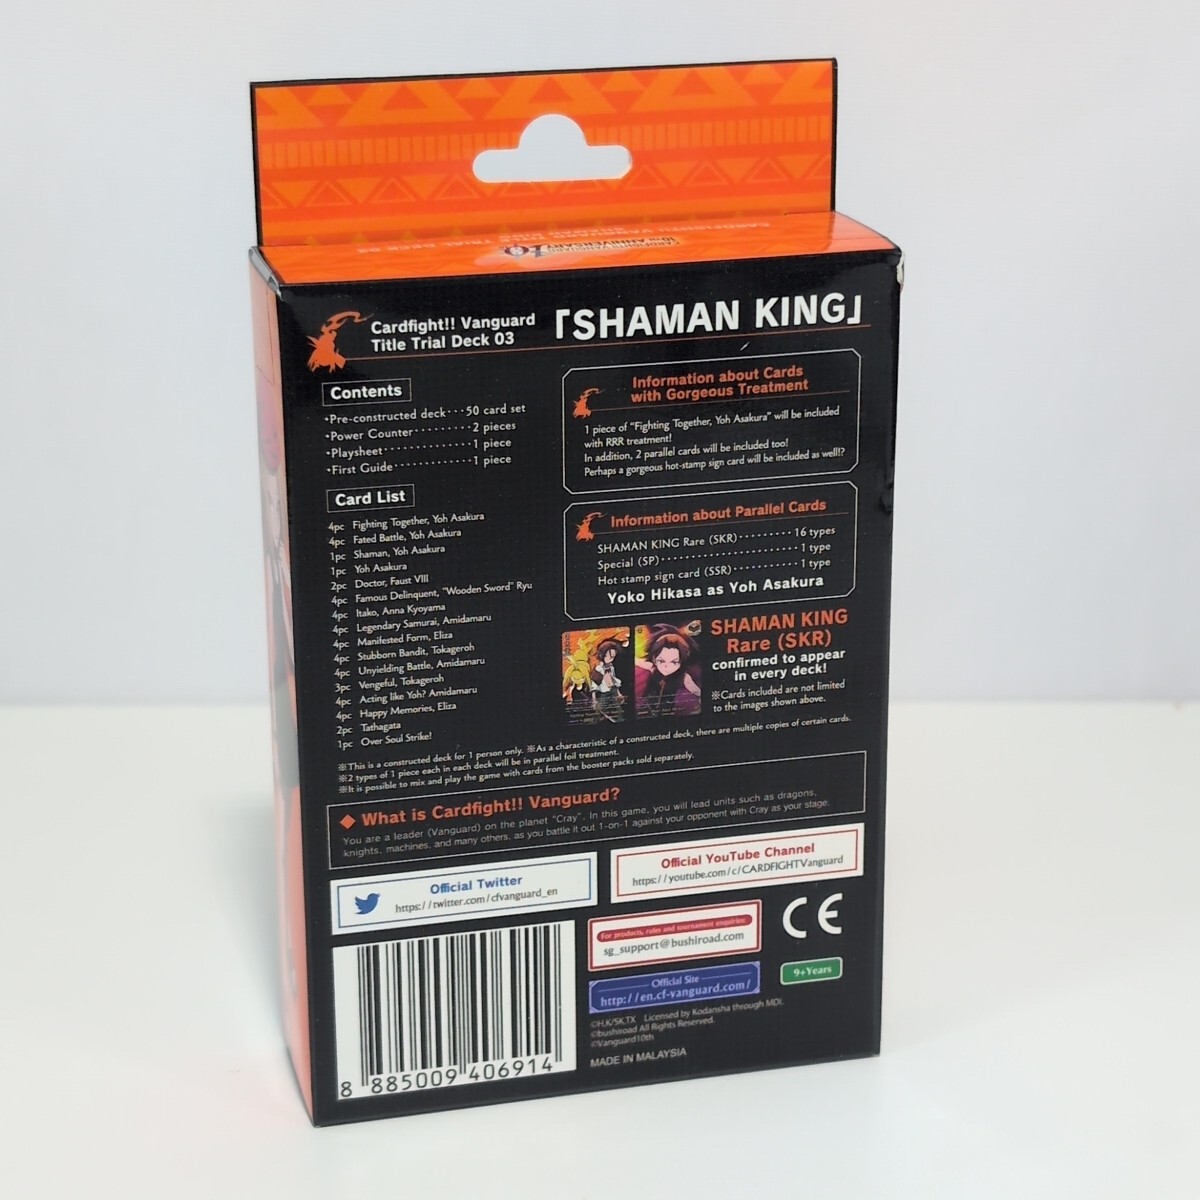 CARDFIGHT!! VANGUARD TITLE TRIAL DECK 03
SHAMAN KING
Cardfight!! Vanguard
Title Trial Deck 03
「SHAMAN KING」
Contents
・Pre-constructed deck・・・50 card set
・Power Counter・・・・・・・・・2 pieces
・Playsheet・・・・・・・・・・・・・1 piece
・First Guide・・・・・・・・・・・・1 piece
Card List
4pc Fighting Together, Yoh Asakura
4pc Fated Battle, Yoh Asakura
1pc Shaman, Yoh Asakura
1pc Yoh Asakura
2pc Doctor, Faust VIII
4pc Famous Delinquent, "Wooden Sword" Ryu
4pc Itako, Anna Kyoyama
4pc Legendary Samurai, Amidamaru
4pc Manifested Form, Eliza
4pc Stubborn Bandit, Tokageroh
4pc Unyielding Battle, Amidamaru
3pc Vengeful, Tokageroh
4pc Acting like Yoh? Amidamaru
4pc Happy Memories, Eliza
2pc Tathagata
1pc Over Soul Strike!
Information about Cards
with Gorgeous Treatment
1 piece of "Fighting Together, Yoh Asakura" will be included
with RRR treatment!
In addition, 2 parallel cards will be included too!
Perhaps a gorgeous hot-stamp sign card will be included as well!?
Information about Parallel Cards
SHAMAN KING Rare (SKR)・・・・・・・・・16 types
Special (SP)・・・・・・・・・・・・・・・・・・・・・1 type
Hot stamp sign card (SSR)・・・・・・・・・・・1 type
Yoko Hikasa as Yoh Asakura
SHAMAN KING
Rare (SKR)
confirmed to appear
in every deck!
※Cards included are not limited
to the images shown above.
※This is a constructed deck for 1 person only. ※As a characteristic of a constructed deck, there are multiple copies of certain cards.
※2 types of 1 piece each in each deck will be in parallel foil treatment.
※It is possible to mix and play the game with cards from the booster packs sold separately.
◆ What is Cardfight!! Vanguard?
You are a leader (Vanguard) on the planet "Cray". In this game, you will lead units such as dragons,
knights, machines, and many others, as you battle it out 1-on-1 against your opponent with Cray as your stage.
Official Twitter
https://twitter.com/cfvanguard_en
Official YouTube Channel
https://youtube.com/c/CARDFIGHTVanguard
For products, rules and tournament enquiries:
sg_support@bushiroad.com
Official Site
http://en.cf-vanguard.com/
CE
9+Years
©H.K/SK,TX Licensed by Kodansha through MDI.
©bushiroad All Rights Reserved.
©Vanguard10th
MADE IN MALAYSIA
8 885009 406914